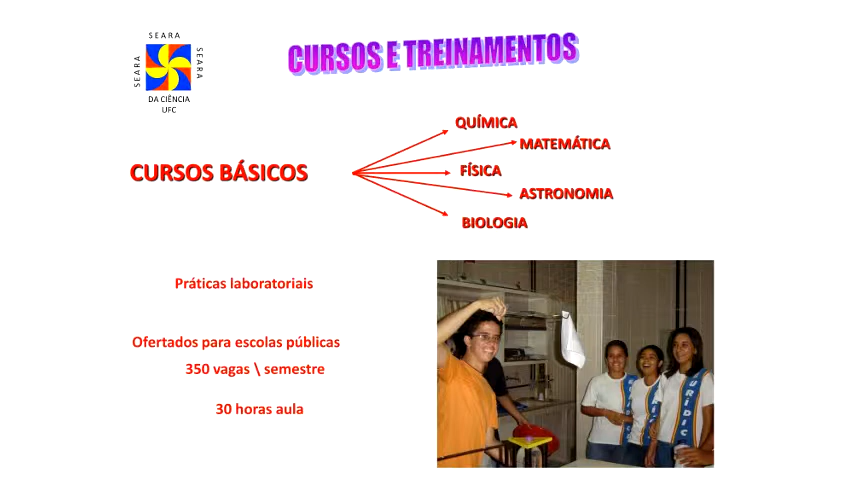 SEARA
SEARA
SEARA
DA CIÊNCIA
UFC
CURSOS E TREINAMENTOS
QUÍMICA
MATEMÁTICA
CURSOS BÁSICOS
FÍSICA
ASTRONOMIA
BIOLOGIA
Práticas laboratoriais
Ofertados para escolas públicas
350 vagas \ semestre
30 horas aula